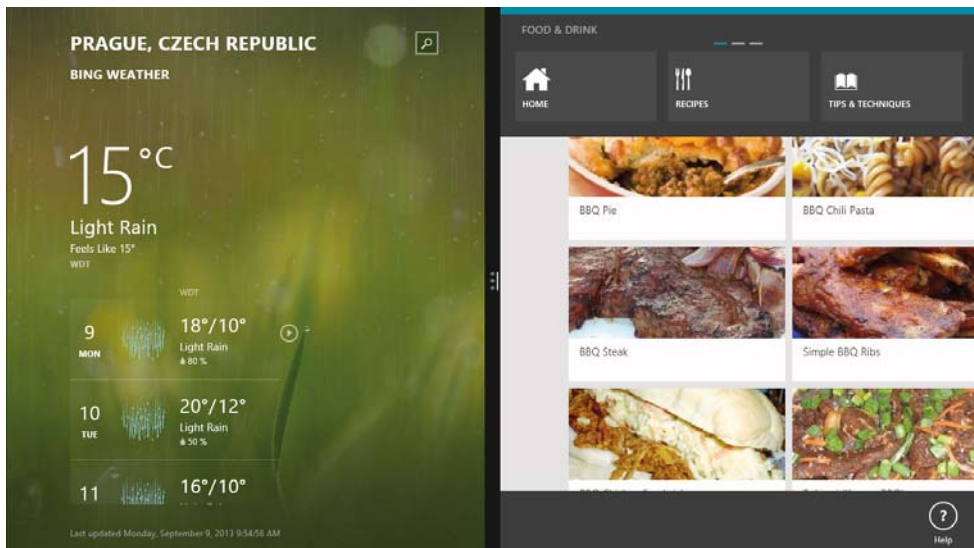 PRAGUE, CZECH REPUBLIC
BING WEATHER
15°C
Light Rain
Feels Like 15°
WDT
WDT
9
MON
18°/10°
Light Rain
80 %
10
TUE
20°/12°
Light Rain
50 %
11
16°/10°
Last updated Monday, September 9, 2013 9:54:56 AM
FOOD & DRINK
HOME
RECIPES
TIPS & TECHNIQUES
BBQ Pie
BBQ Chili Pasta
BBQ Steak
Simple BBQ Ribs
?
Help